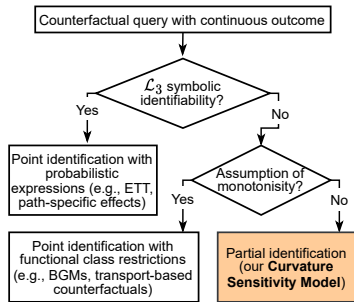 Counterfactual query with continuous outcome
ℒ₃ symbolic
identifiability?
Yes
No
Point identification with
probabilistic
expressions (e.g., ETT,
path-specific effects)
Assumption of
monotonisity?
Yes
No
Point identification with
functional class restrictions
(e.g., BGMs, transport-based
counterfactuals)
Partial identification
(our Curvature
Sensitivity Model)